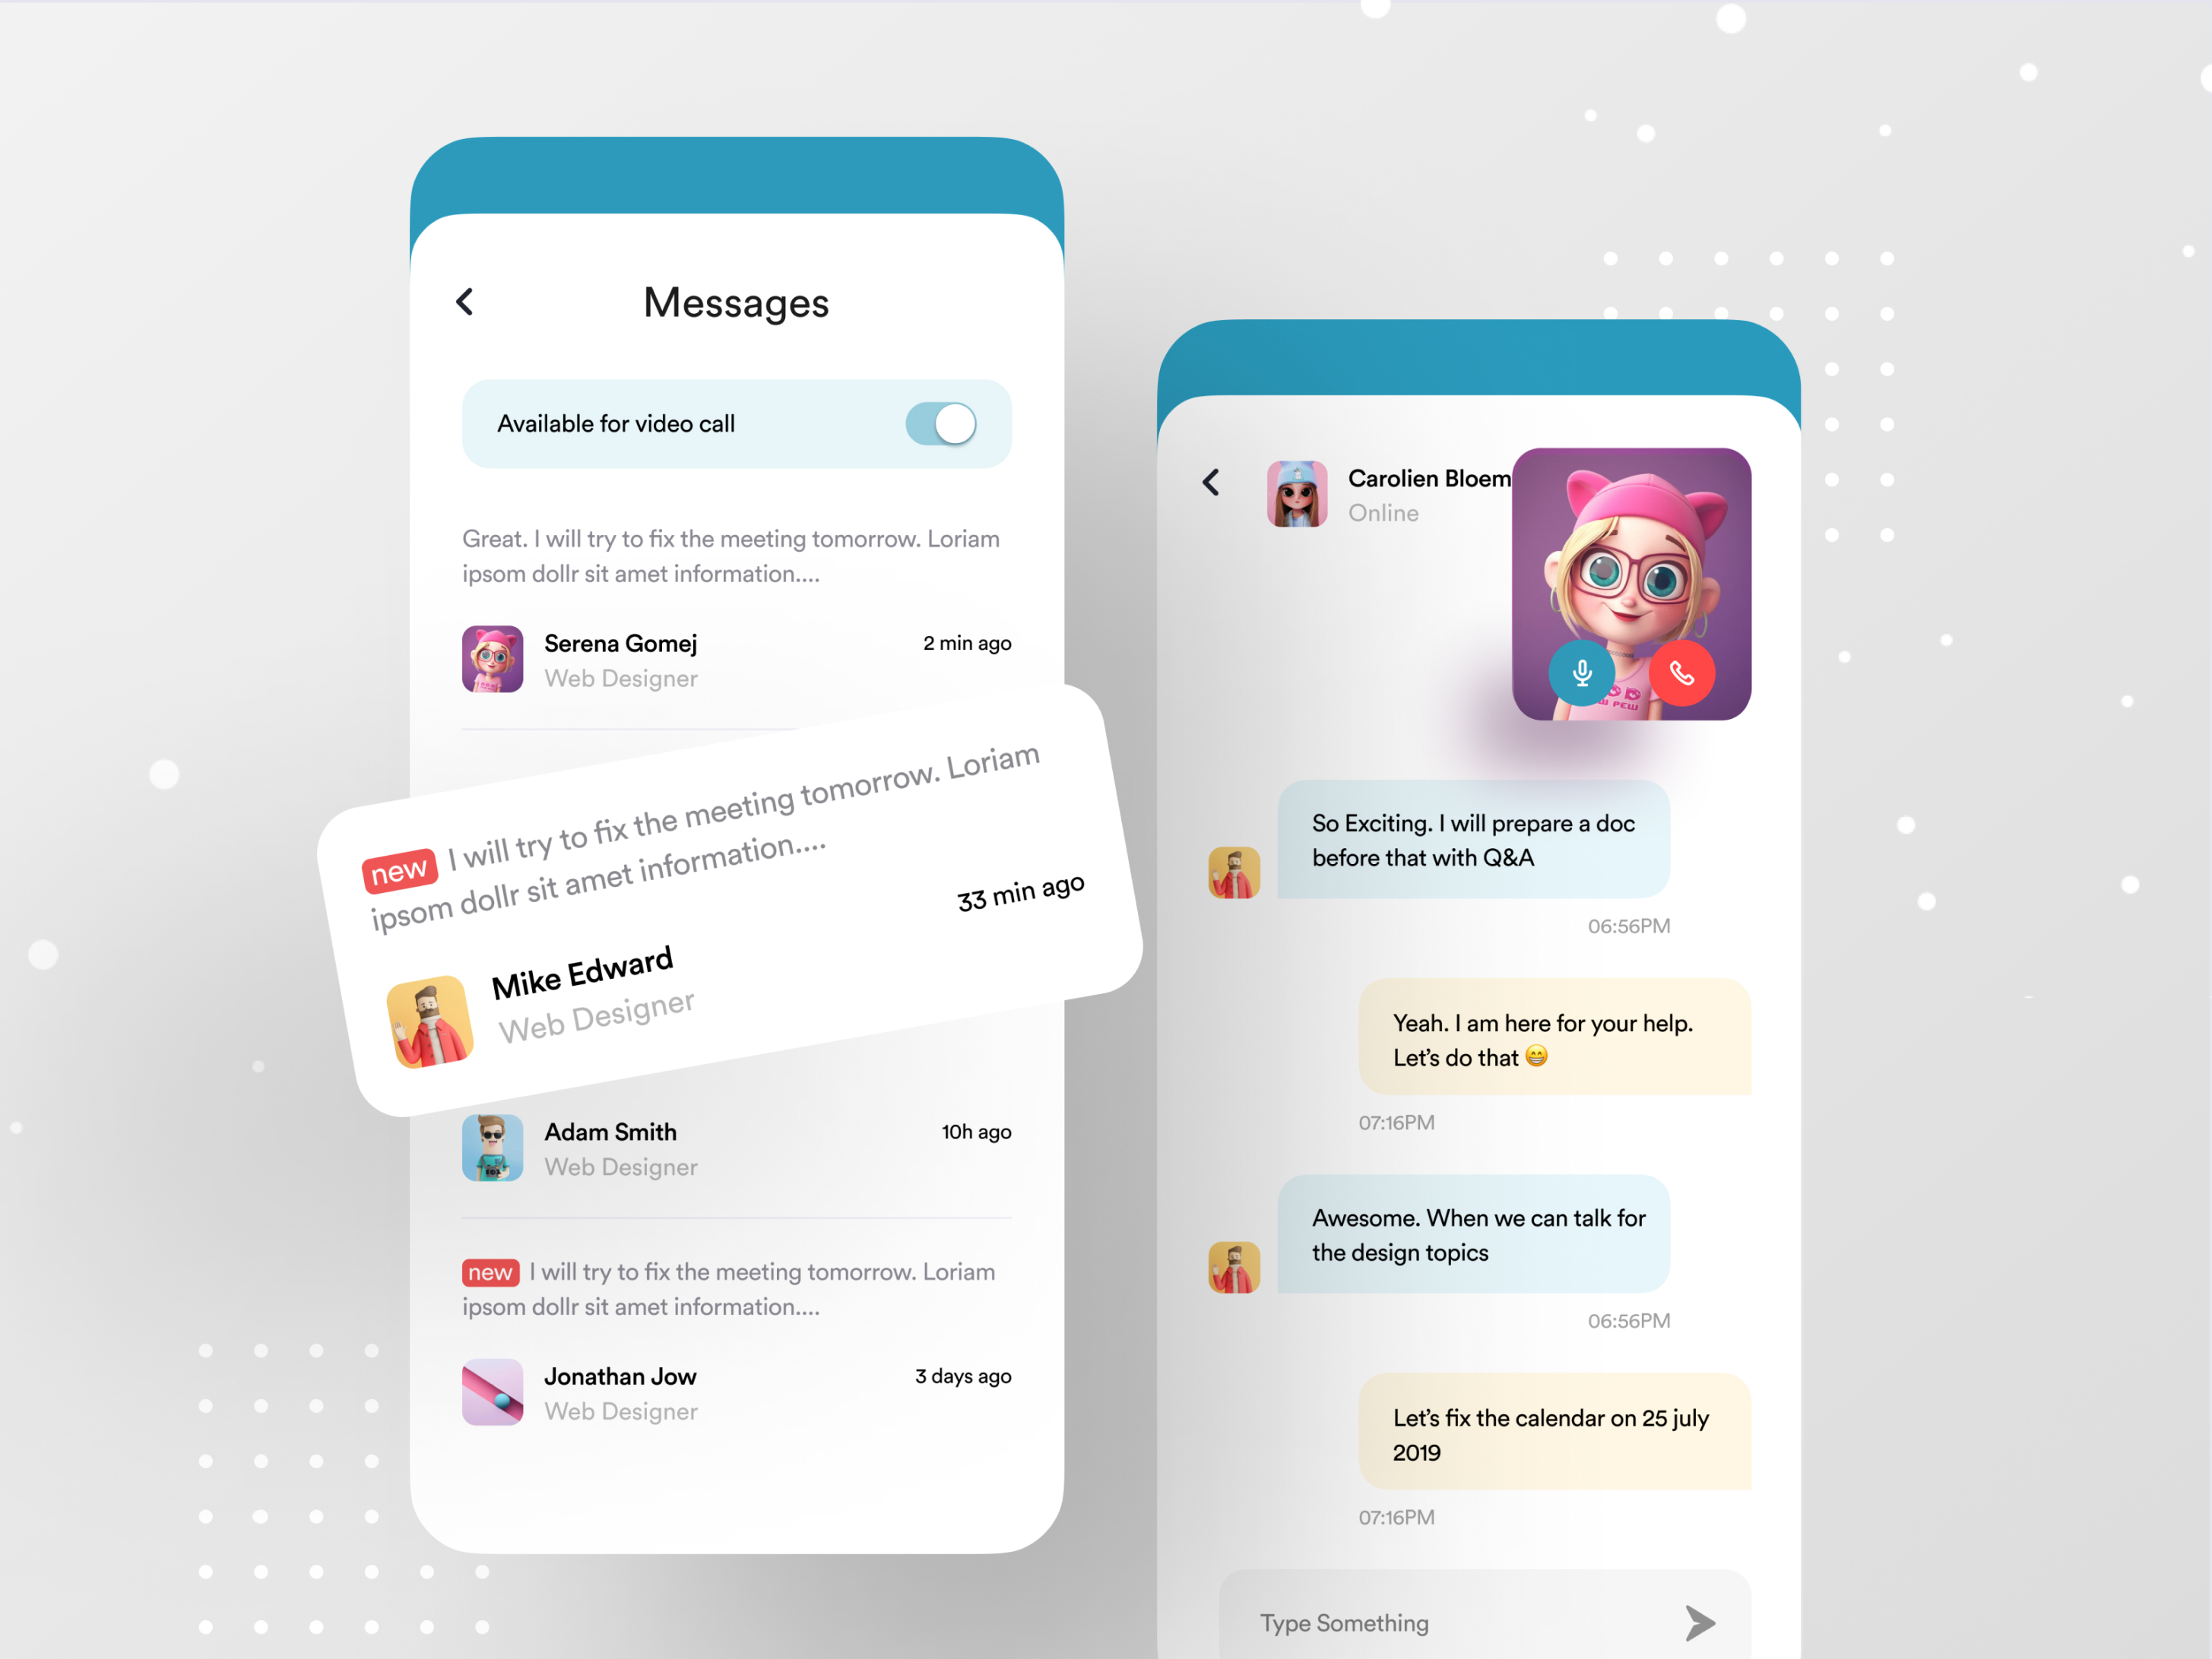 Messages
Available for video call
Great. I will try to fix the meeting tomorrow. Loriam
ipsom dollr sit amet information....
Serena Gomej
2 min ago
Web Designer
new I will try to fix the meeting tomorrow. Loriam
ipsom dollr sit amet information....
33 min ago
Mike Edward
Web Designer
Adam Smith
10h ago
Web Designer
new I will try to fix the meeting tomorrow. Loriam
ipsom dollr sit amet information....
Jonathan Jow
3 days ago
Web Designer
Carolien Bloem
Online
PEW
So Exciting. I will prepare a doc
before that with Q&A
06:56PM
Yeah. I am here for your help.
Let's do that 😁
07:16PM
Awesome. When we can talk for
the design topics
06:56PM
Let's fix the calendar on 25 july
2019
07:16PM
Type Something